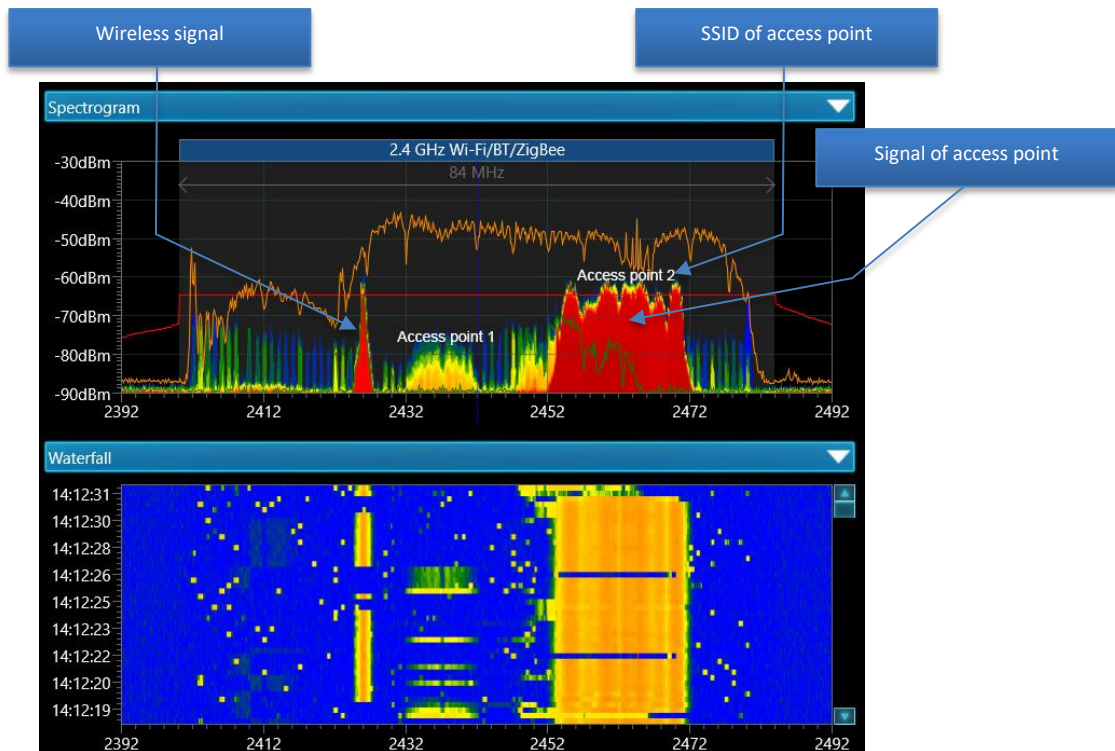 Wireless signal
SSID of access point
Spectrogram
Signal of access point
2.4 GHz Wi-Fi/BT/ZigBee
84 MHz
-30dBm
-40dBm
-50dBm
-60dBm
Access point 2
-70dBm
Access point 1
-80dBm
-90dBm
2392 2412 2432 2452 2472 2492
Waterfall
14:12:31
14:12:30
14:12:28
14:12:26
14:12:25
14:12:23
14:12:22
14:12:20
14:12:19
2392 2412 2432 2452 2472 2492